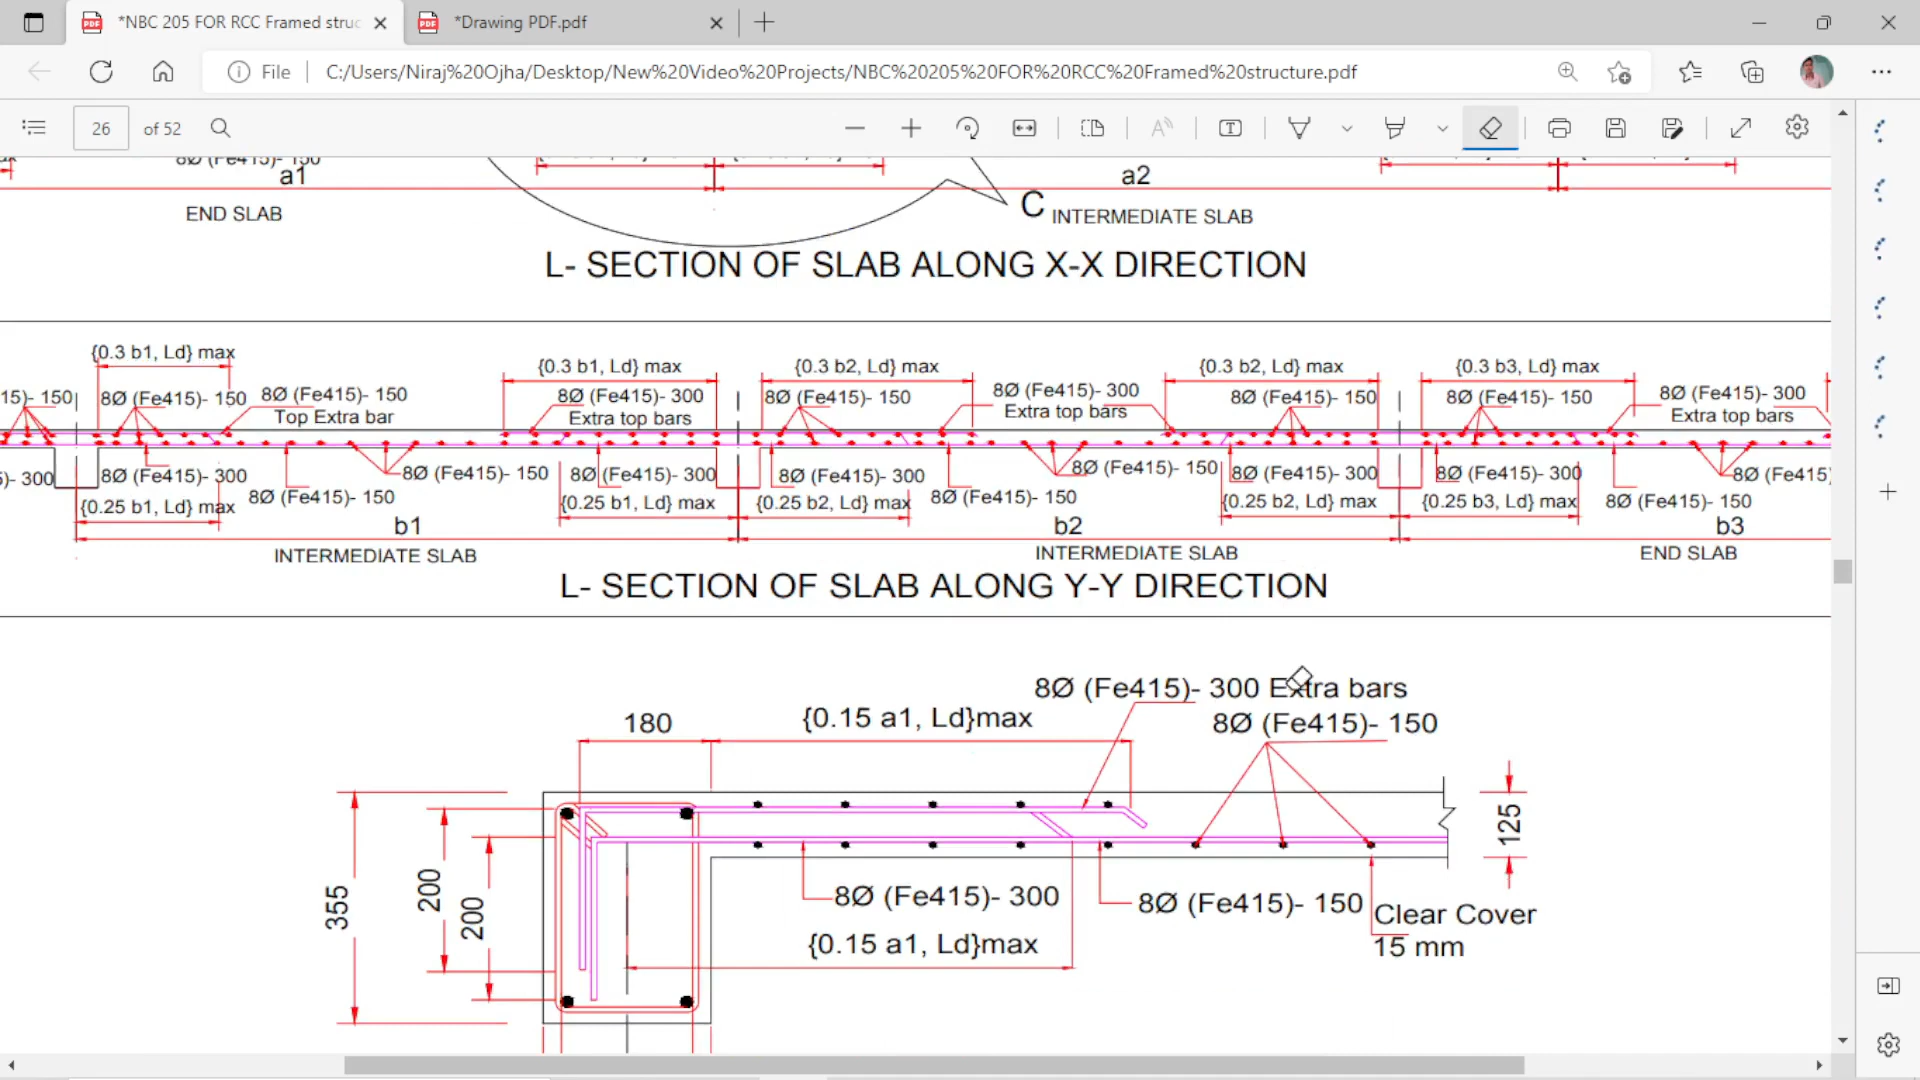 *NBC 205 FOR RCC Framed struc
*Drawing PDF.pdf
File
C:/Users/Niraj%20Ojha/Desktop/New%20Video%20Projects/NBC%20205%20FOR%20RCC%20Framed%20structure.pdf
26 of 52
8Ø (Fe415)- 150
a1
a2
END SLAB
C
INTERMEDIATE SLAB
L- SECTION OF SLAB ALONG X-X DIRECTION
{0.3 b1, Ld} max
{0.3 b1, Ld} max
{0.3 b2, Ld} max
{0.3 b2, Ld} max
{0.3 b3, Ld} max
15)- 150
8Ø (Fe415)- 150
8Ø (Fe415)- 150
Top Extra bar
8Ø (Fe415)- 300
Extra top bars
8Ø (Fe415)- 150
8Ø (Fe415)- 300
Extra top bars
8Ø (Fe415)- 150
8Ø (Fe415)- 150
8Ø (Fe415)- 300
Extra top bars
)- 300
8Ø (Fe415)- 300
8Ø (Fe415)- 150
8Ø (Fe415)- 150
8Ø (Fe415)- 300
8Ø (Fe415)- 300
8Ø (Fe415)- 150
8Ø (Fe415)- 150
8Ø (Fe415)- 300
8Ø (Fe415)- 300
8Ø (Fe415)- 150
8Ø (Fe415)
{0.25 b1, Ld} max
{0.25 b1, Ld} max
{0.25 b2, Ld} max
{0.25 b2, Ld} max
{0.25 b3, Ld} max
b1
b2
b3
INTERMEDIATE SLAB
INTERMEDIATE SLAB
END SLAB
L- SECTION OF SLAB ALONG Y-Y DIRECTION
8Ø (Fe415)- 300 Extra bars
180
{0.15 a1, Ld}max
8Ø (Fe415)- 150
125
355
200
200
8Ø (Fe415)- 300
8Ø (Fe415)- 150
Clear Cover
15 mm
{0.15 a1, Ld}max